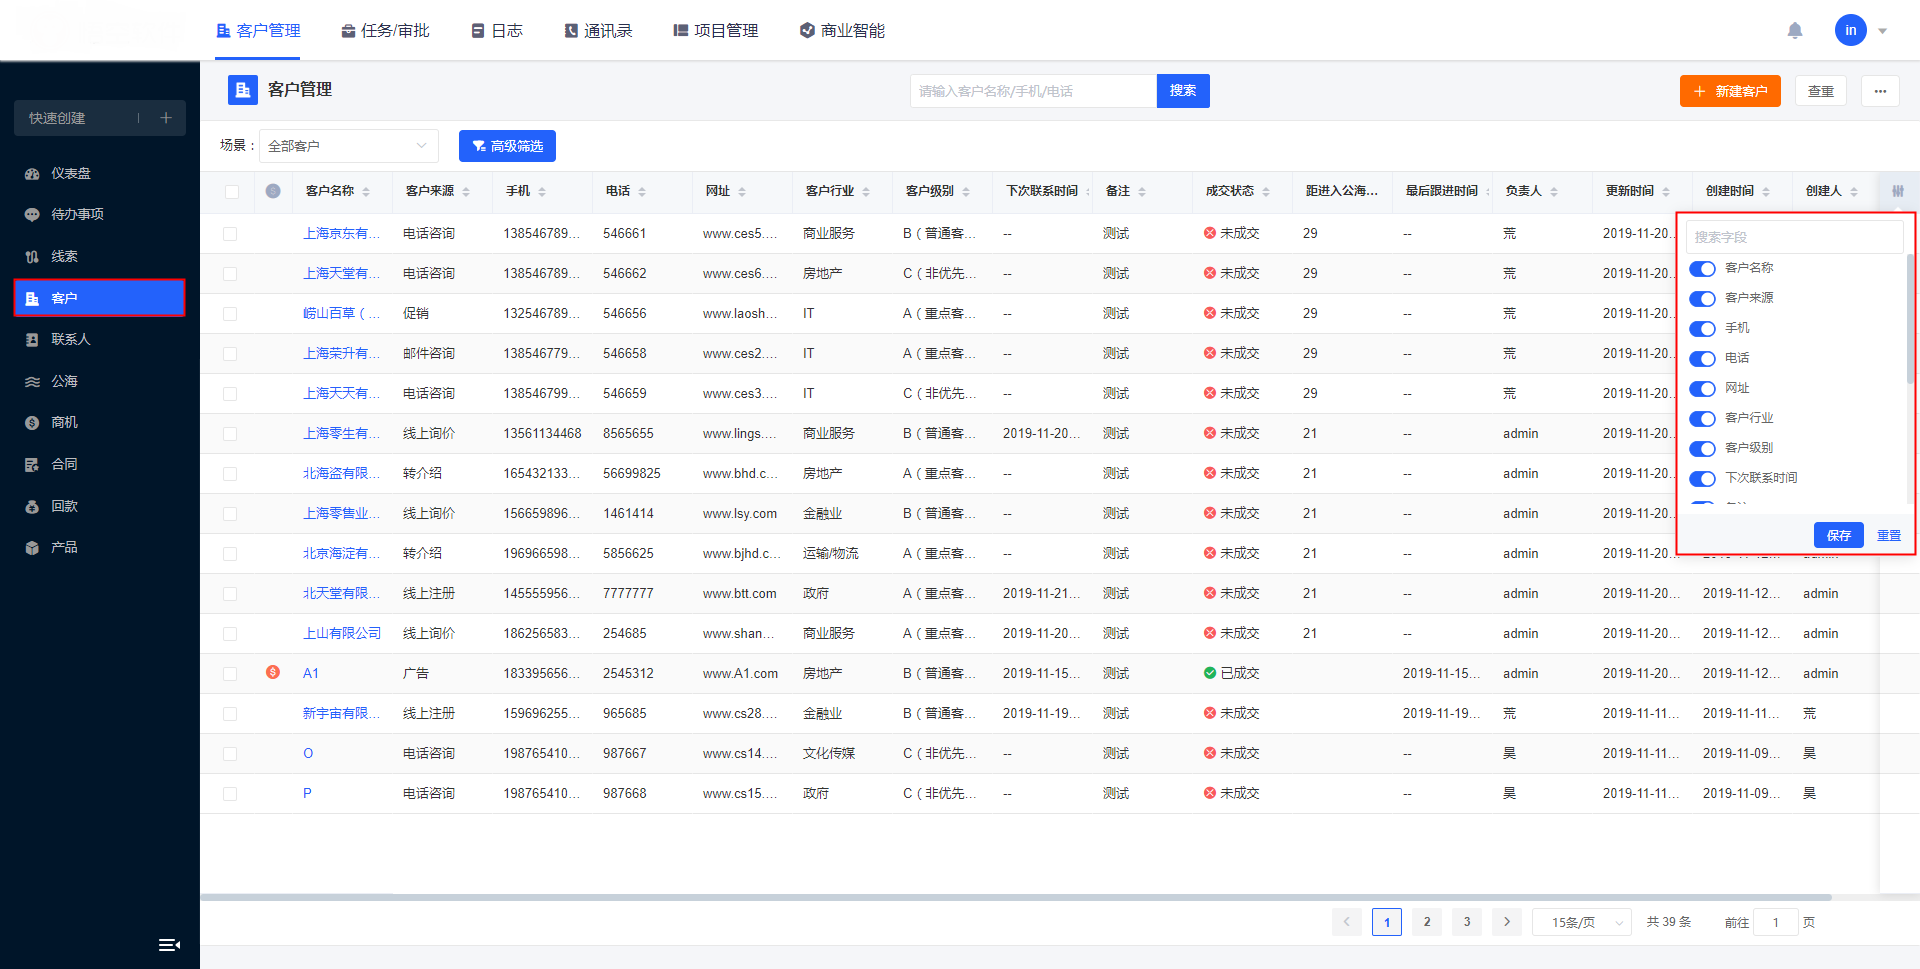 客户管理 任务/审批 日志 通讯录 项目管理 商业智能 in
客户管理 请输入客户名称/手机/电话 搜索 + 新建客户 查重 ...
快速创建 +
仪表盘
待办事项
线索
客户
联系人
公海
商机
合同
回款
产品
场景： 全部客户 高级筛选
客户名称 客户来源 手机 电话 网址 客户行业 客户级别 下次联系时间 备注 成交状态 距进入公海... 最后跟进时间 负责人 更新时间 创建时间 创建人
上海京东有... 电话咨询 138546789... 546661 www.ces5.... 商业服务 B（普通客... -- 测试 未成交 29 -- 荒 2019-11-20...
上海天堂有... 电话咨询 138546789... 546662 www.ces6.... 房地产 C（非优先... -- 测试 未成交 29 -- 荒 2019-11-20...
崂山百草（... 促销 132546789... 546656 www.laosh... IT A（重点客... -- 测试 未成交 29 -- 荒 2019-11-20...
上海荣升有... 邮件咨询 138546779... 546658 www.ces2.... IT A（重点客... -- 测试 未成交 29 -- 荒 2019-11-20...
上海天天有... 电话咨询 138546799... 546659 www.ces3.... IT C（非优先... -- 测试 未成交 29 -- 荒 2019-11-20...
上海零生有... 线上询价 13561134468 8565655 www.lings.... 商业服务 B（普通客... 2019-11-20... 测试 未成交 21 -- admin 2019-11-20...
北海盗有限... 转介绍 165432133... 56699825 www.bhd.c... 房地产 A（重点客... -- 测试 未成交 21 -- admin 2019-11-20...
上海零售业... 线上询价 156659896... 1461414 www.lsy.com 金融业 B（普通客... -- 测试 未成交 21 -- admin 2019-11-20...
北京海淀有... 转介绍 196966598... 5856625 www.bjhd.c... 运输/物流 A（重点客... -- 测试 未成交 21 -- admin 2019-11-20...
北天堂有限... 线上注册 145555956... 7777777 www.btt.com 政府 A（重点客... 2019-11-21... 测试 未成交 21 -- admin 2019-11-20... 2019-11-12... admin
上山有限公司 线上询价 186256583... 254685 www.shan... 商业服务 A（重点客... 2019-11-20... 测试 未成交 21 -- admin 2019-11-20... 2019-11-12... admin
A1 广告 183395656... 2545312 www.A1.com 房地产 B（普通客... 2019-11-15... 测试 已成交 2019-11-15... admin 2019-11-20... 2019-11-12... admin
新宇宙有限... 线上注册 159696255... 965685 www.cs28.... 金融业 B（普通客... 2019-11-19... 测试 未成交 2019-11-19... 荒 2019-11-11... 2019-11-11... 荒
O 电话咨询 198765410... 987667 www.cs14.... 文化传媒 C（非优先... -- 测试 未成交 -- 昊 2019-11-11... 2019-11-09... 昊
P 电话咨询 198765410... 987668 www.cs15.... 政府 C（非优先... -- 测试 未成交 -- 昊 2019-11-11... 2019-11-09... 昊
搜索字段
客户名称
客户来源
手机
电话
网址
客户行业
客户级别
下次联系时间
保存 重置
< 1 2 3 > 15条/页 共 39 条 前往 1 页